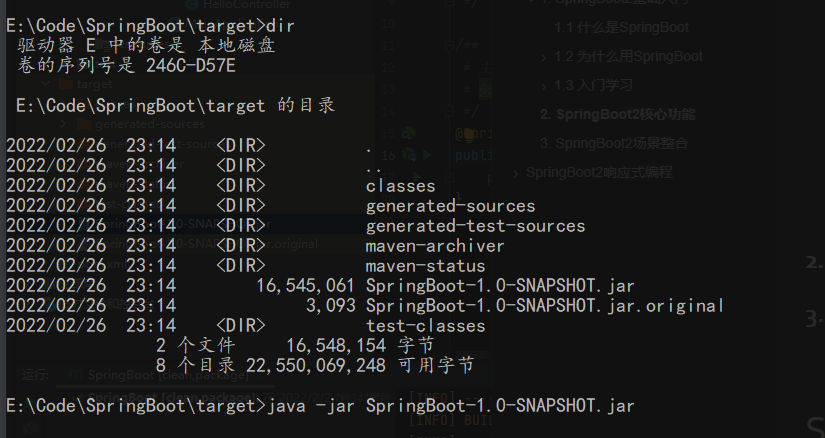 E:\Code\SpringBoot\target>dir
驱动器 E 中的卷是 本地磁盘
卷的序列号是 246C-D57E
E:\Code\SpringBoot\target 的目录
2022/02/26  23:14    <DIR>          .
2022/02/26  23:14    <DIR>          ..
2022/02/26  23:14    <DIR>          classes
2022/02/26  23:14    <DIR>          generated-sources
2022/02/26  23:14    <DIR>          generated-test-sources
2022/02/26  23:14    <DIR>          maven-archiver
2022/02/26  23:14    <DIR>          maven-status
2022/02/26  23:14        16,545,061 SpringBoot-1.0-SNAPSHOT.jar
2022/02/26  23:14             3,093 SpringBoot-1.0-SNAPSHOT.jar.original
2022/02/26  23:14    <DIR>          test-classes
2 个文件     16,548,154 字节
8 个目录 22,550,069,248 可用字节
E:\Code\SpringBoot\target>java -jar SpringBoot-1.0-SNAPSHOT.jar
HelloController
target
generated-sources
1.1 什么是SpringBoot
1.2 为什么用SpringBoot
1.3 入门学习
2. SpringBoot2核心功能
3. SpringBoot2场景整合
SpringBoot2响应式编程
运行:
SpringBoot [clean,package]